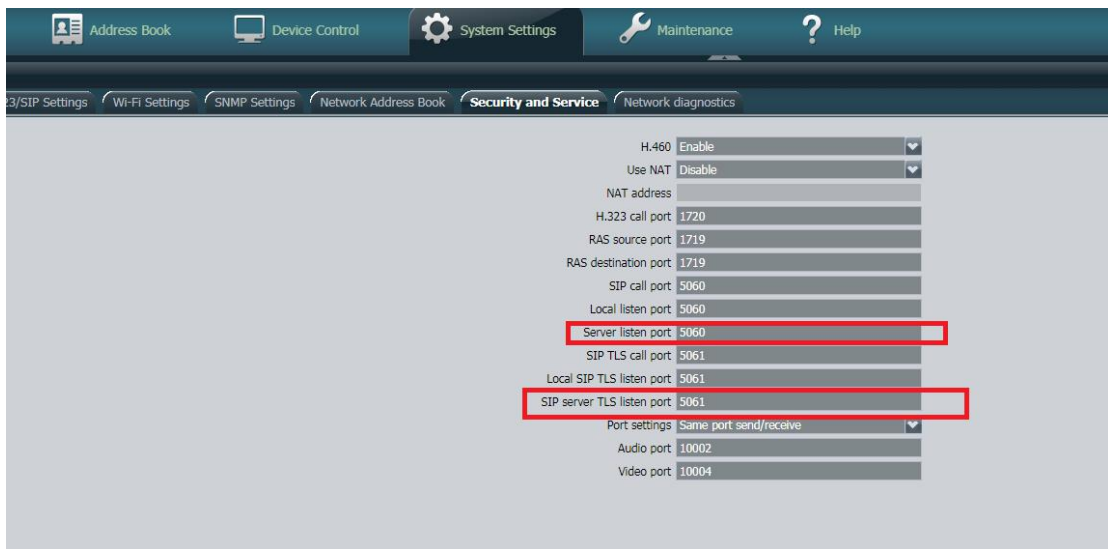 Address Book Device Control System Settings Maintenance ? Help
23/SIP Settings Wi-Fi Settings SNMP Settings Network Address Book Security and Service Network diagnostics
H.460 Enable
Use NAT Disable
NAT address
H.323 call port 1720
RAS source port 1719
RAS destination port 1719
SIP call port 5060
Local listen port 5060
Server listen port 5060
SIP TLS call port 5061
Local SIP TLS listen port 5061
SIP server TLS listen port 5061
Port settings Same port send/receive
Audio port 10002
Video port 10004